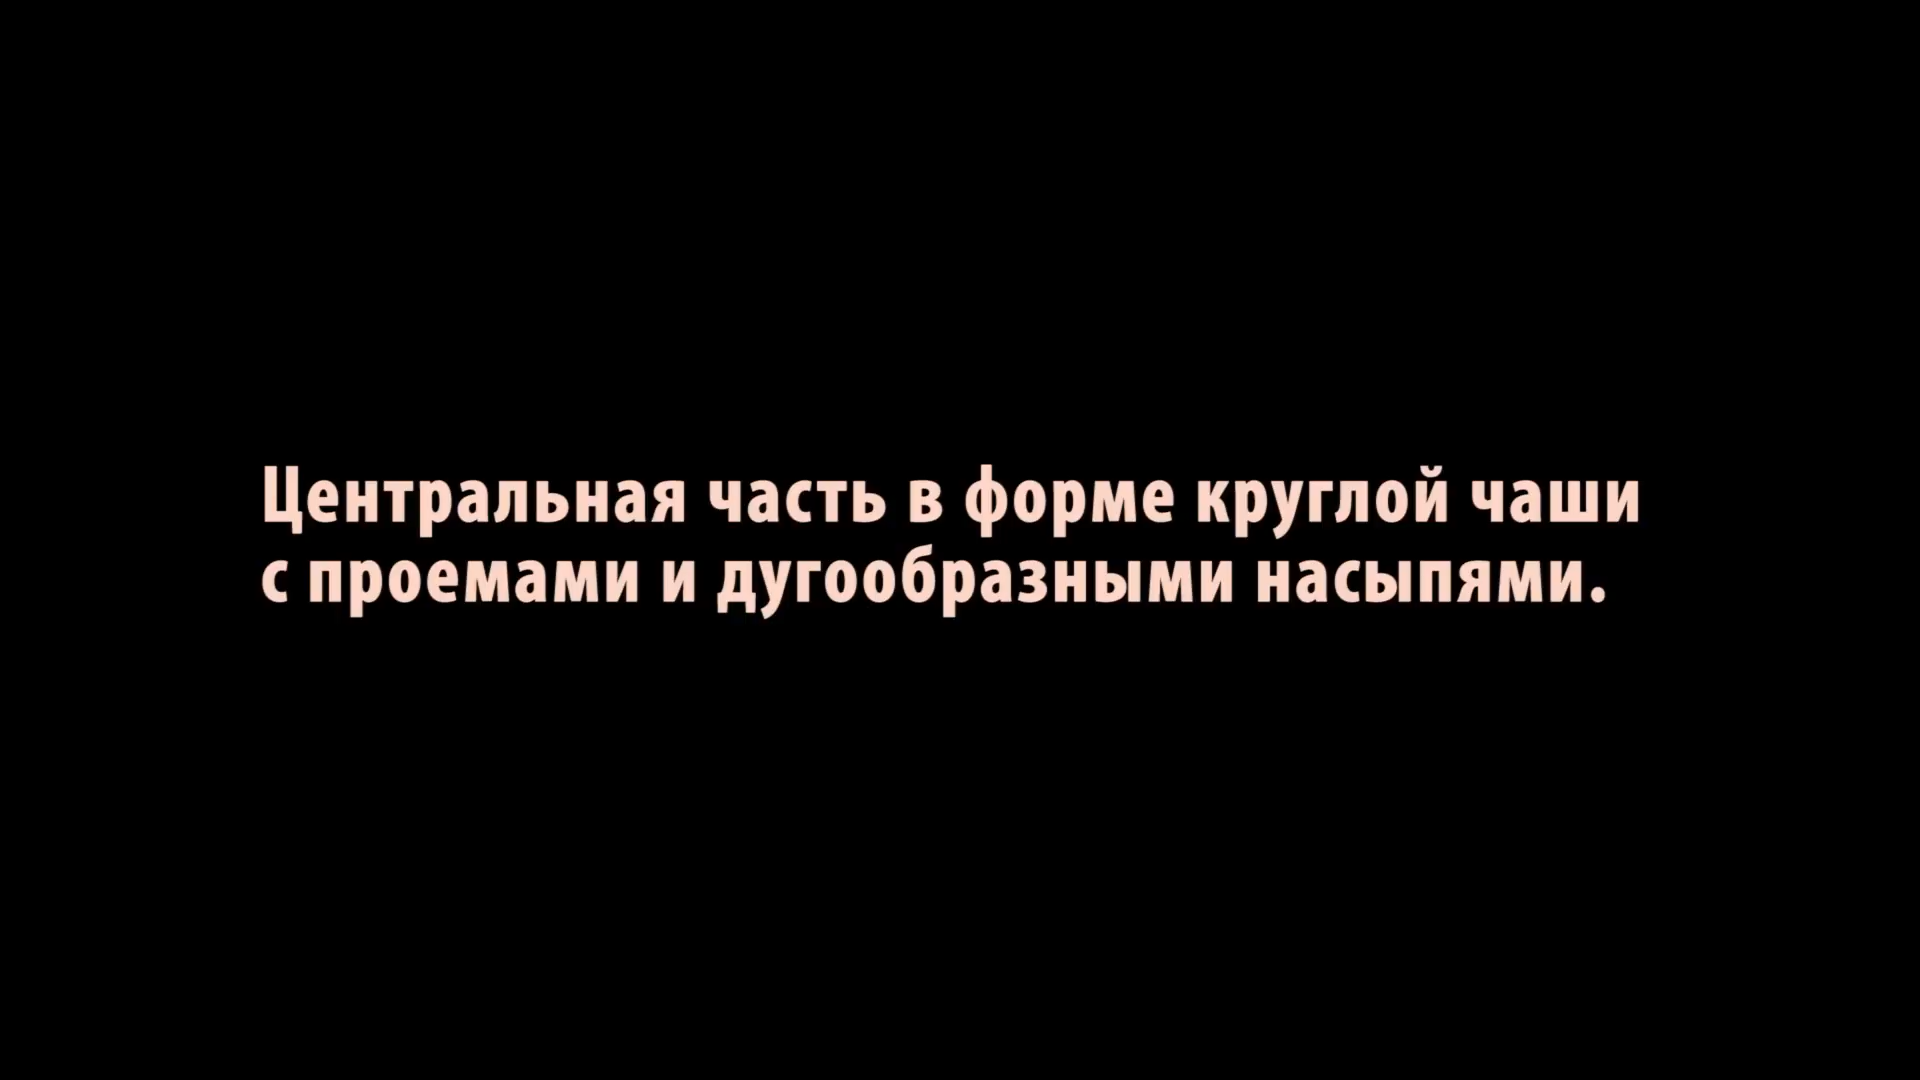 Центральная часть в форме круглой чаши
с проемами и дугообразными насыпями.